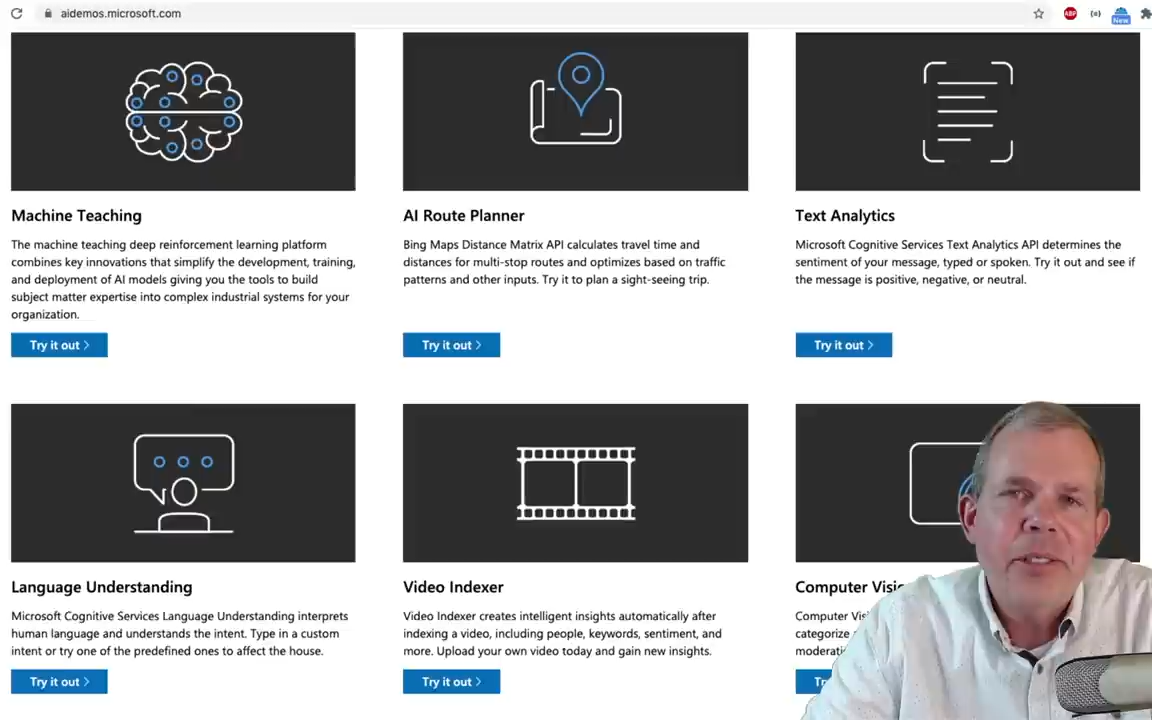 aidemos.microsoft.com
ABP
New
Machine Teaching
The machine teaching deep reinforcement learning platform
combines key innovations that simplify the development, training,
and deployment of AI models giving you the tools to build
subject matter expertise into complex industrial systems for your
organization.
Try it out
AI Route Planner
Bing Maps Distance Matrix API calculates travel time and
distances for multi-stop routes and optimizes based on traffic
patterns and other inputs. Try it to plan a sight-seeing trip.
Try it out
Text Analytics
Microsoft Cognitive Services Text Analytics API determines the
sentiment of your message, typed or spoken. Try it out and see if
the message is positive, negative, or neutral.
Try it out
Language Understanding
Microsoft Cognitive Services Language Understanding interprets
human language and understands the intent. Type in a custom
intent or try one of the predefined ones to affect the house.
Try it out
Video Indexer
Video Indexer creates intelligent insights automatically after
indexing a video, including people, keywords, sentiment, and
more. Upload your own video today and gain new insights.
Try it out
Computer
Computer
categorize